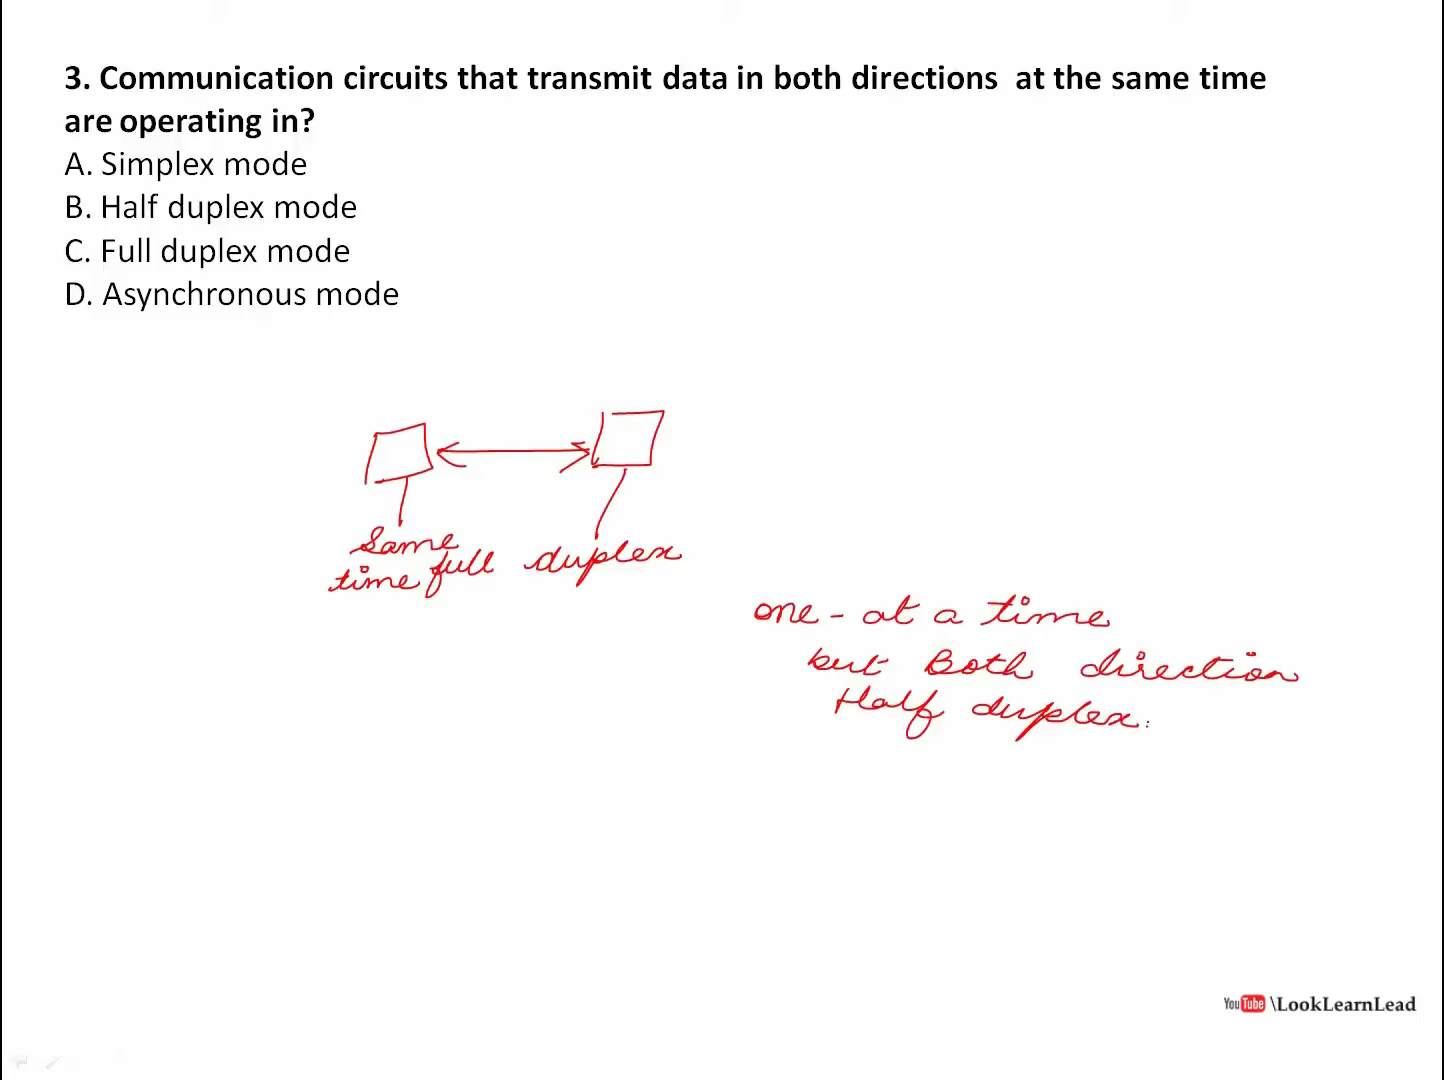 3. Communication circuits that transmit data in both directions at the same time
are operating in?
A. Simplex mode
B. Half duplex mode
C. Full duplex mode
D. Asynchronous mode
Same
time full duplex
one - at a time
but Both direction
Half duplex.
YouTube \LookLearnLead